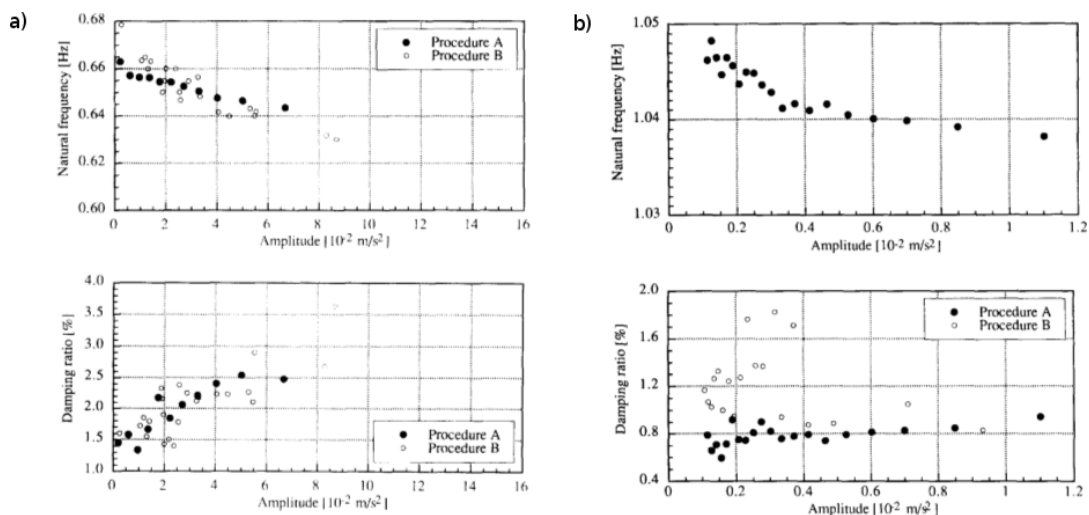 a)
0.68
0.66
0.64
0.62
0.60
Natural frequency [Hz]
Procedure A
Procedure B
0 2 4 6 8 10 12 14 16
Amplitude [10-2 m/s2]
4.0
3.5
3.0
2.5
2.0
1.5
1.0
Damping ratio [%]
Procedure A
Procedure B
0 2 4 6 8 10 12 14 16
Amplitude [10-2 m/s2]
b)
1.05
1.04
1.03
Natural frequency [Hz]
0 0.2 0.4 0.6 0.8 1 1.2
Amplitude [10-2 m/s2]
2.0
1.6
1.2
0.8
0.4
Damping ratio [%]
Procedure A
Procedure B
0 0.2 0.4 0.6 0.8 1 1.2
Amplitude [10-2 m/s2]